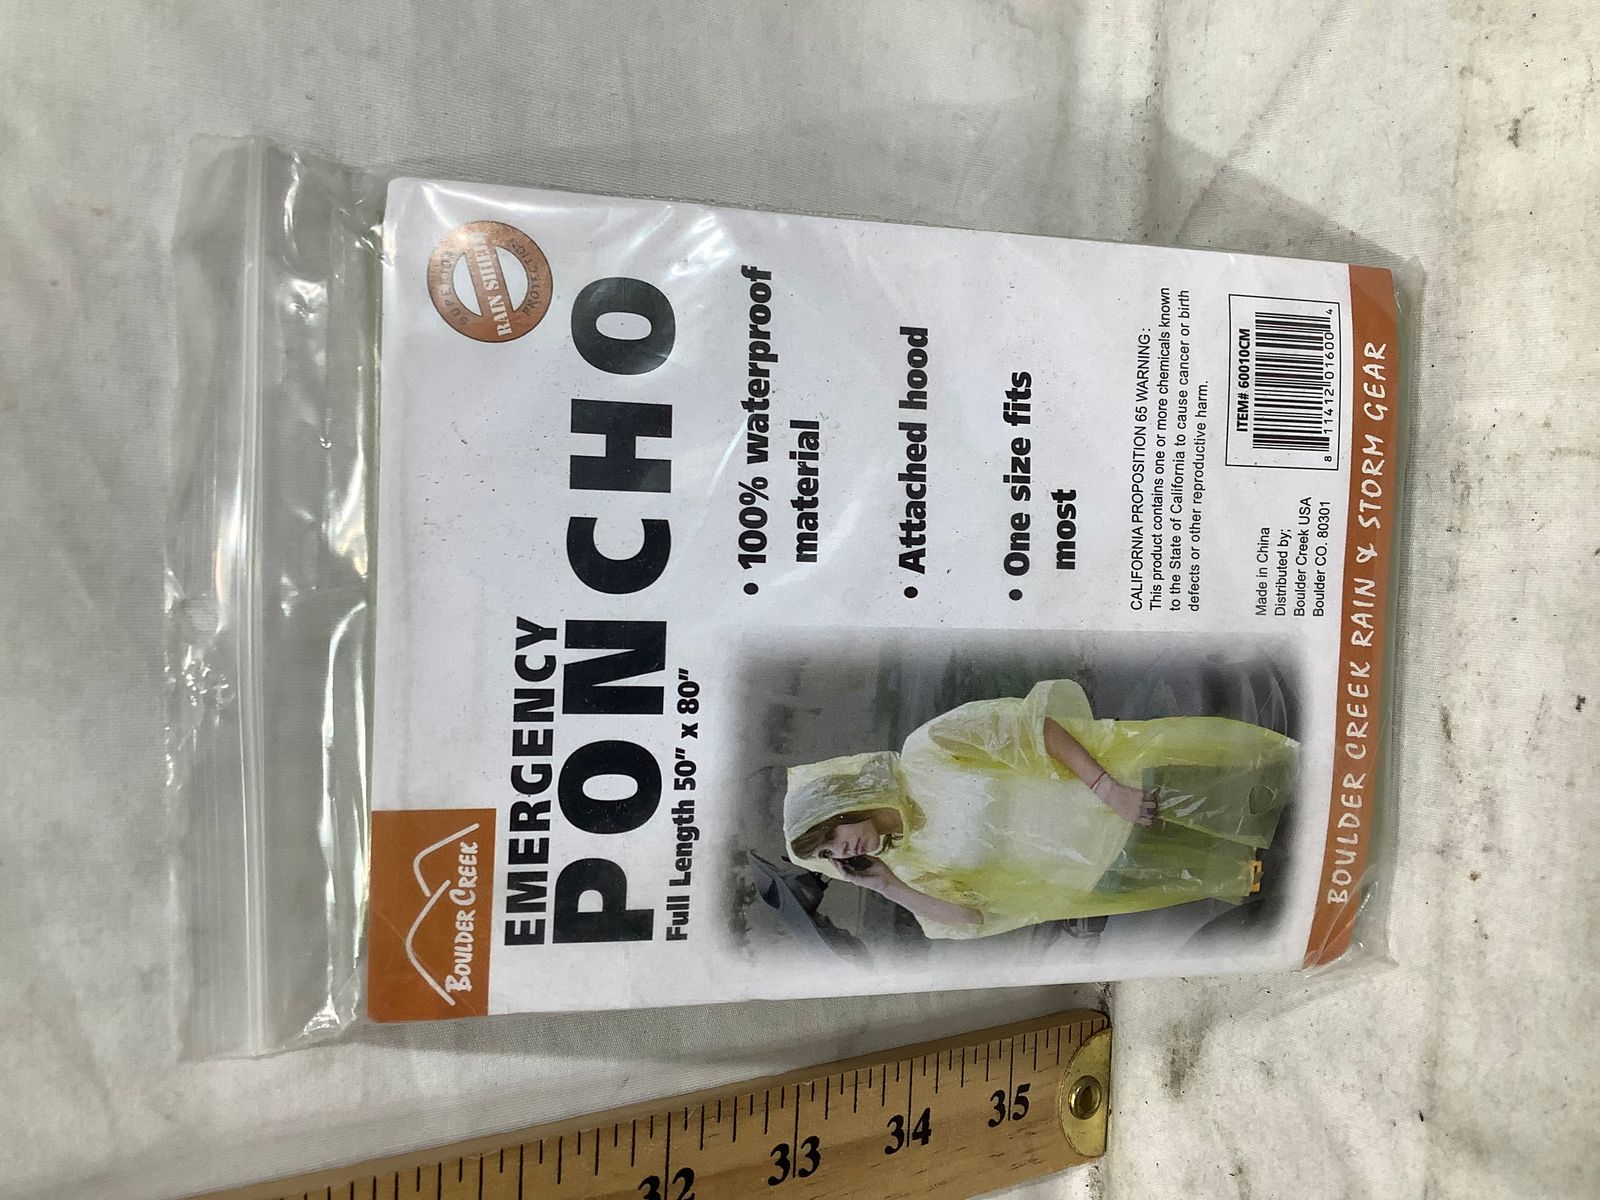 BOULDER CREEK
SUPERIOR
RAIN SHIELD
PROTECTION
EMERGENCY
PONCHO
Full Length 50" x 80"
• 100% waterproof
material
• Attached hood
• One size fits
most
CALIFORNIA PROPOSITION 65 WARNING:
This product contains one or more chemicals known
to the State of California to cause cancer or birth
defects or other reproductive harm.
Made in China
Distributed by;
Boulder Creek USA
Boulder CO. 80301
ITEM# 60010CM
8 11412 01600 4
BOULDER CREEK RAIN & STORM GEAR
32
33
34
35